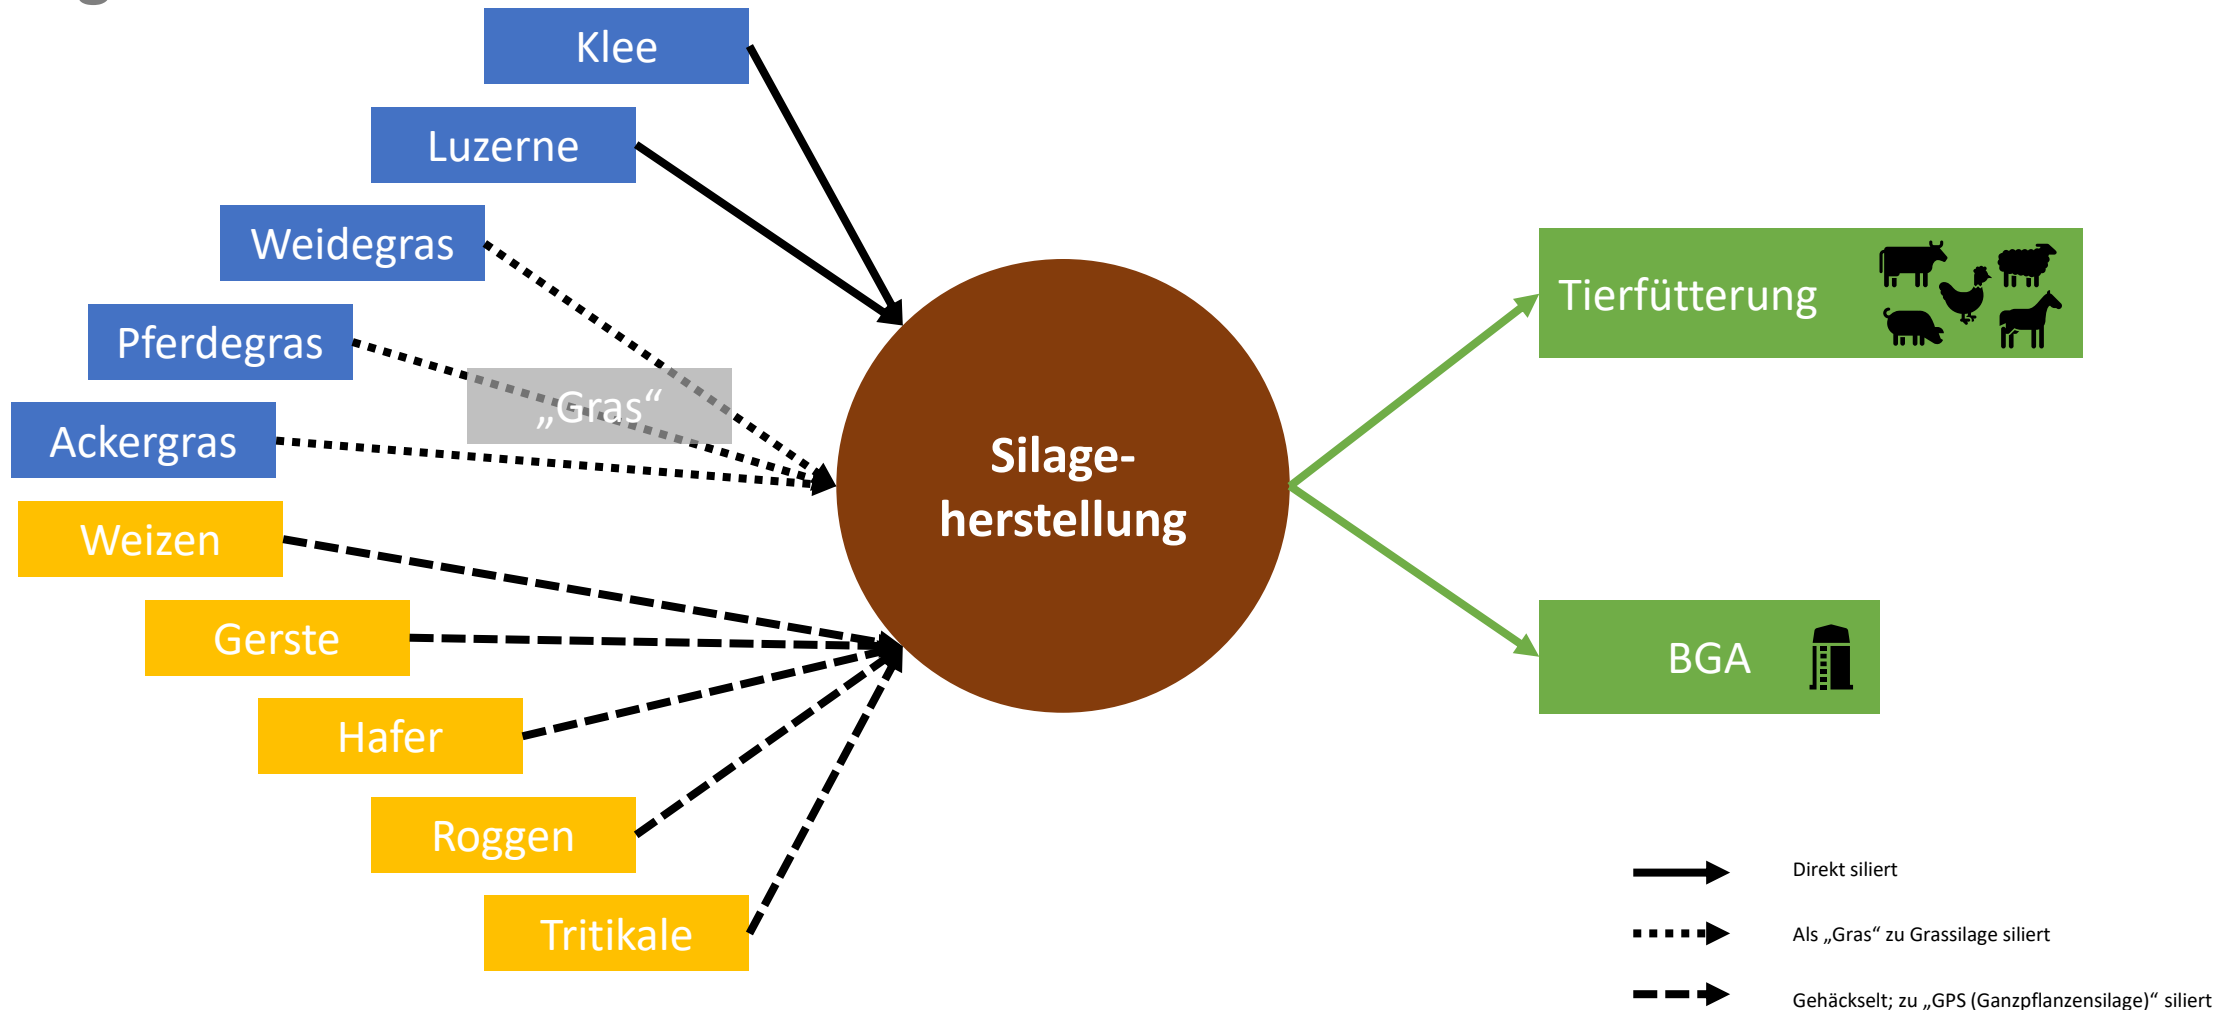 Klee
Luzerne
Weidegras
Pferdegras
„Gras“
Ackergras
Weizen
Gerste
Hafer
Roggen
Tritikale
Silage-
herstellung
Tierfütterung
BGA
Direkt siliert
Als „Gras“ zu Grassilage siliert
Gehäckselt; zu „GPS (Ganzpflanzensilage)“ siliert